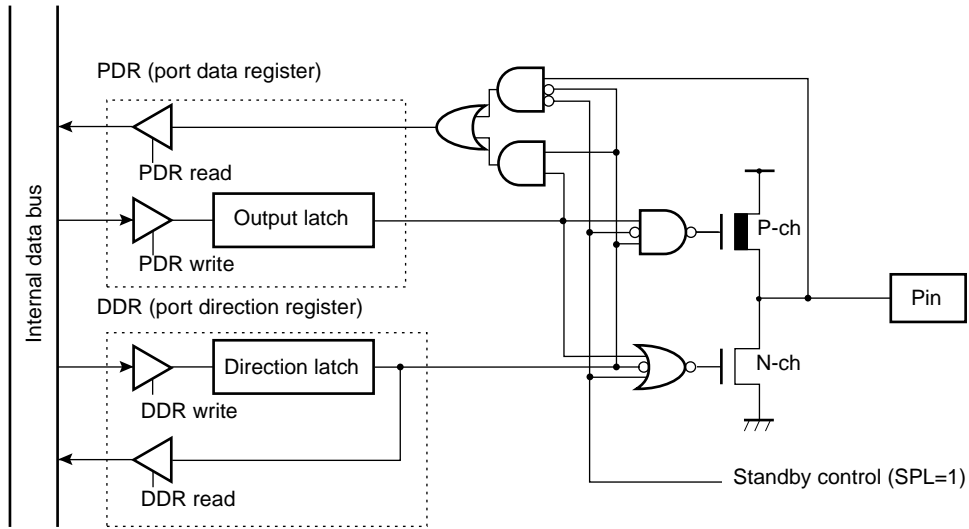 PDR (port data register)
PDR read
Output latch
PDR write
P-ch
Pin
Internal data bus
DDR (port direction register)
Direction latch
N-ch
DDR write
DDR read
Standby control (SPL=1)